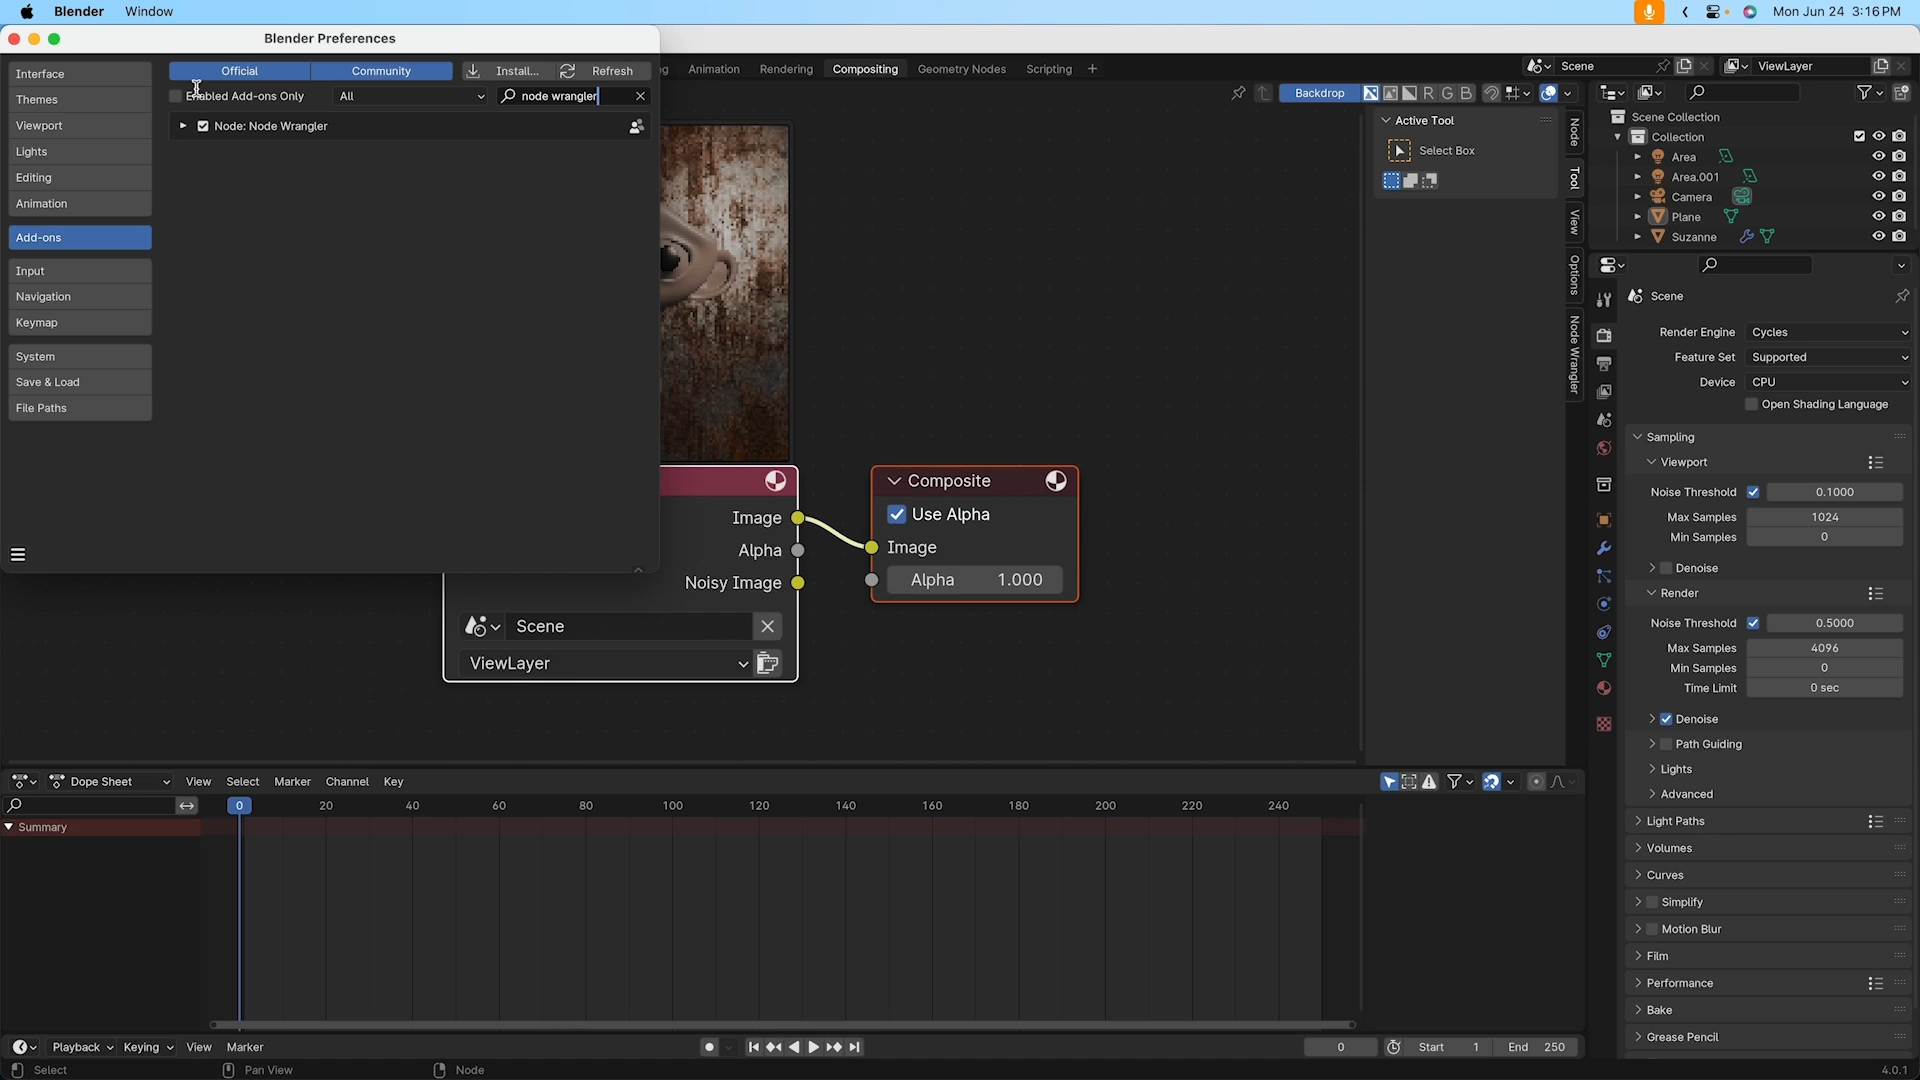 Blender Window
Mon Jun 24 3:16 PM
Blender Preferences
Interface
Themes
Viewport
Lights
Editing
Animation
Add-ons
Input
Navigation
Keymap
System
Save & Load
File Paths
Official Community Install... Refresh
Enabled Add-ons Only All node wrangler
Node: Node Wrangler
Animation Rendering Compositing Geometry Nodes Scripting
Scene ViewLayer
Backdrop R G B
Active Tool
Select Box
Node
Tool
View
Options
Node Wrangler
Image
Alpha
Noisy Image
Scene
ViewLayer
Composite
Use Alpha
Image
Alpha 1.000
Scene Collection
Collection
Area
Area.001
Camera
Plane
Suzanne
Scene
Render Engine Cycles
Feature Set Supported
Device CPU
Open Shading Language
Sampling
Viewport
Noise Threshold 0.1000
Max Samples 1024
Min Samples 0
Denoise
Render
Noise Threshold 0.5000
Max Samples 4096
Min Samples 0
Time Limit 0 sec
Denoise
Path Guiding
Lights
Advanced
Light Paths
Volumes
Curves
Simplify
Motion Blur
Film
Performance
Bake
Grease Pencil
Dope Sheet View Select Marker Channel Key
0 20 40 60 80 100 120 140 160 180 200 220 240
Summary
Playback Keying View Marker
0 Start 1 End 250
Select Pan View Node
4.0.1